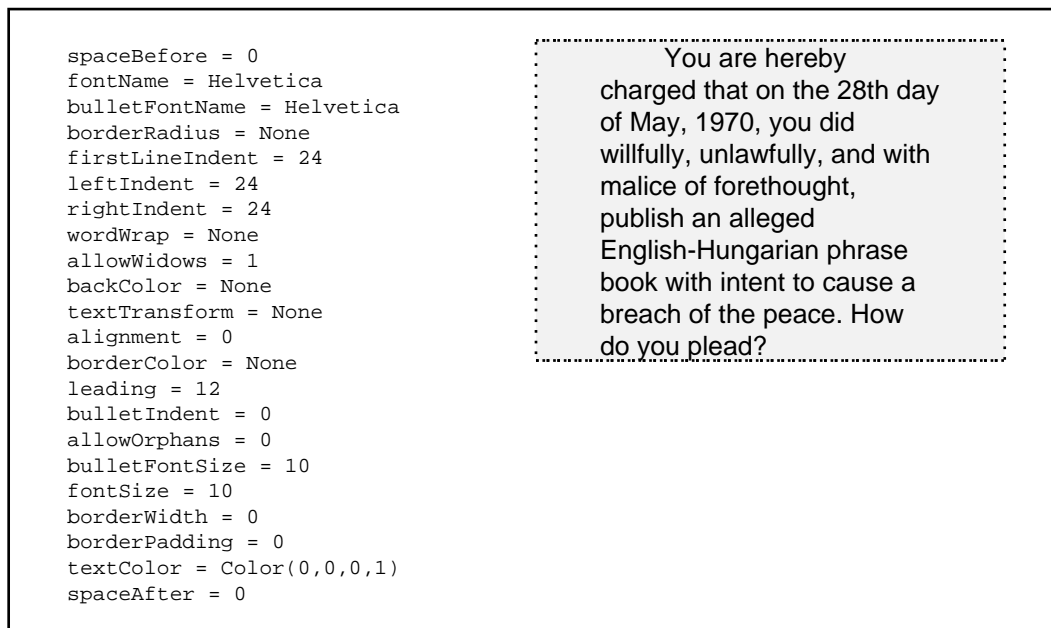 spaceBefore = 0
fontName = Helvetica
bulletFontName = Helvetica
borderRadius = None
firstLineIndent = 24
leftIndent = 24
rightIndent = 24
wordWrap = None
allowWidows = 1
backColor = None
textTransform = None
alignment = 0
borderColor = None
leading = 12
bulletIndent = 0
allowOrphans = 0
bulletFontSize = 10
fontSize = 10
borderWidth = 0
borderPadding = 0
textColor = Color(0,0,0,1)
spaceAfter = 0
You are hereby
charged that on the 28th day
of May, 1970, you did
willfully, unlawfully, and with
malice of forethought,
publish an alleged
English-Hungarian phrase
book with intent to cause a
breach of the peace. How
do you plead?